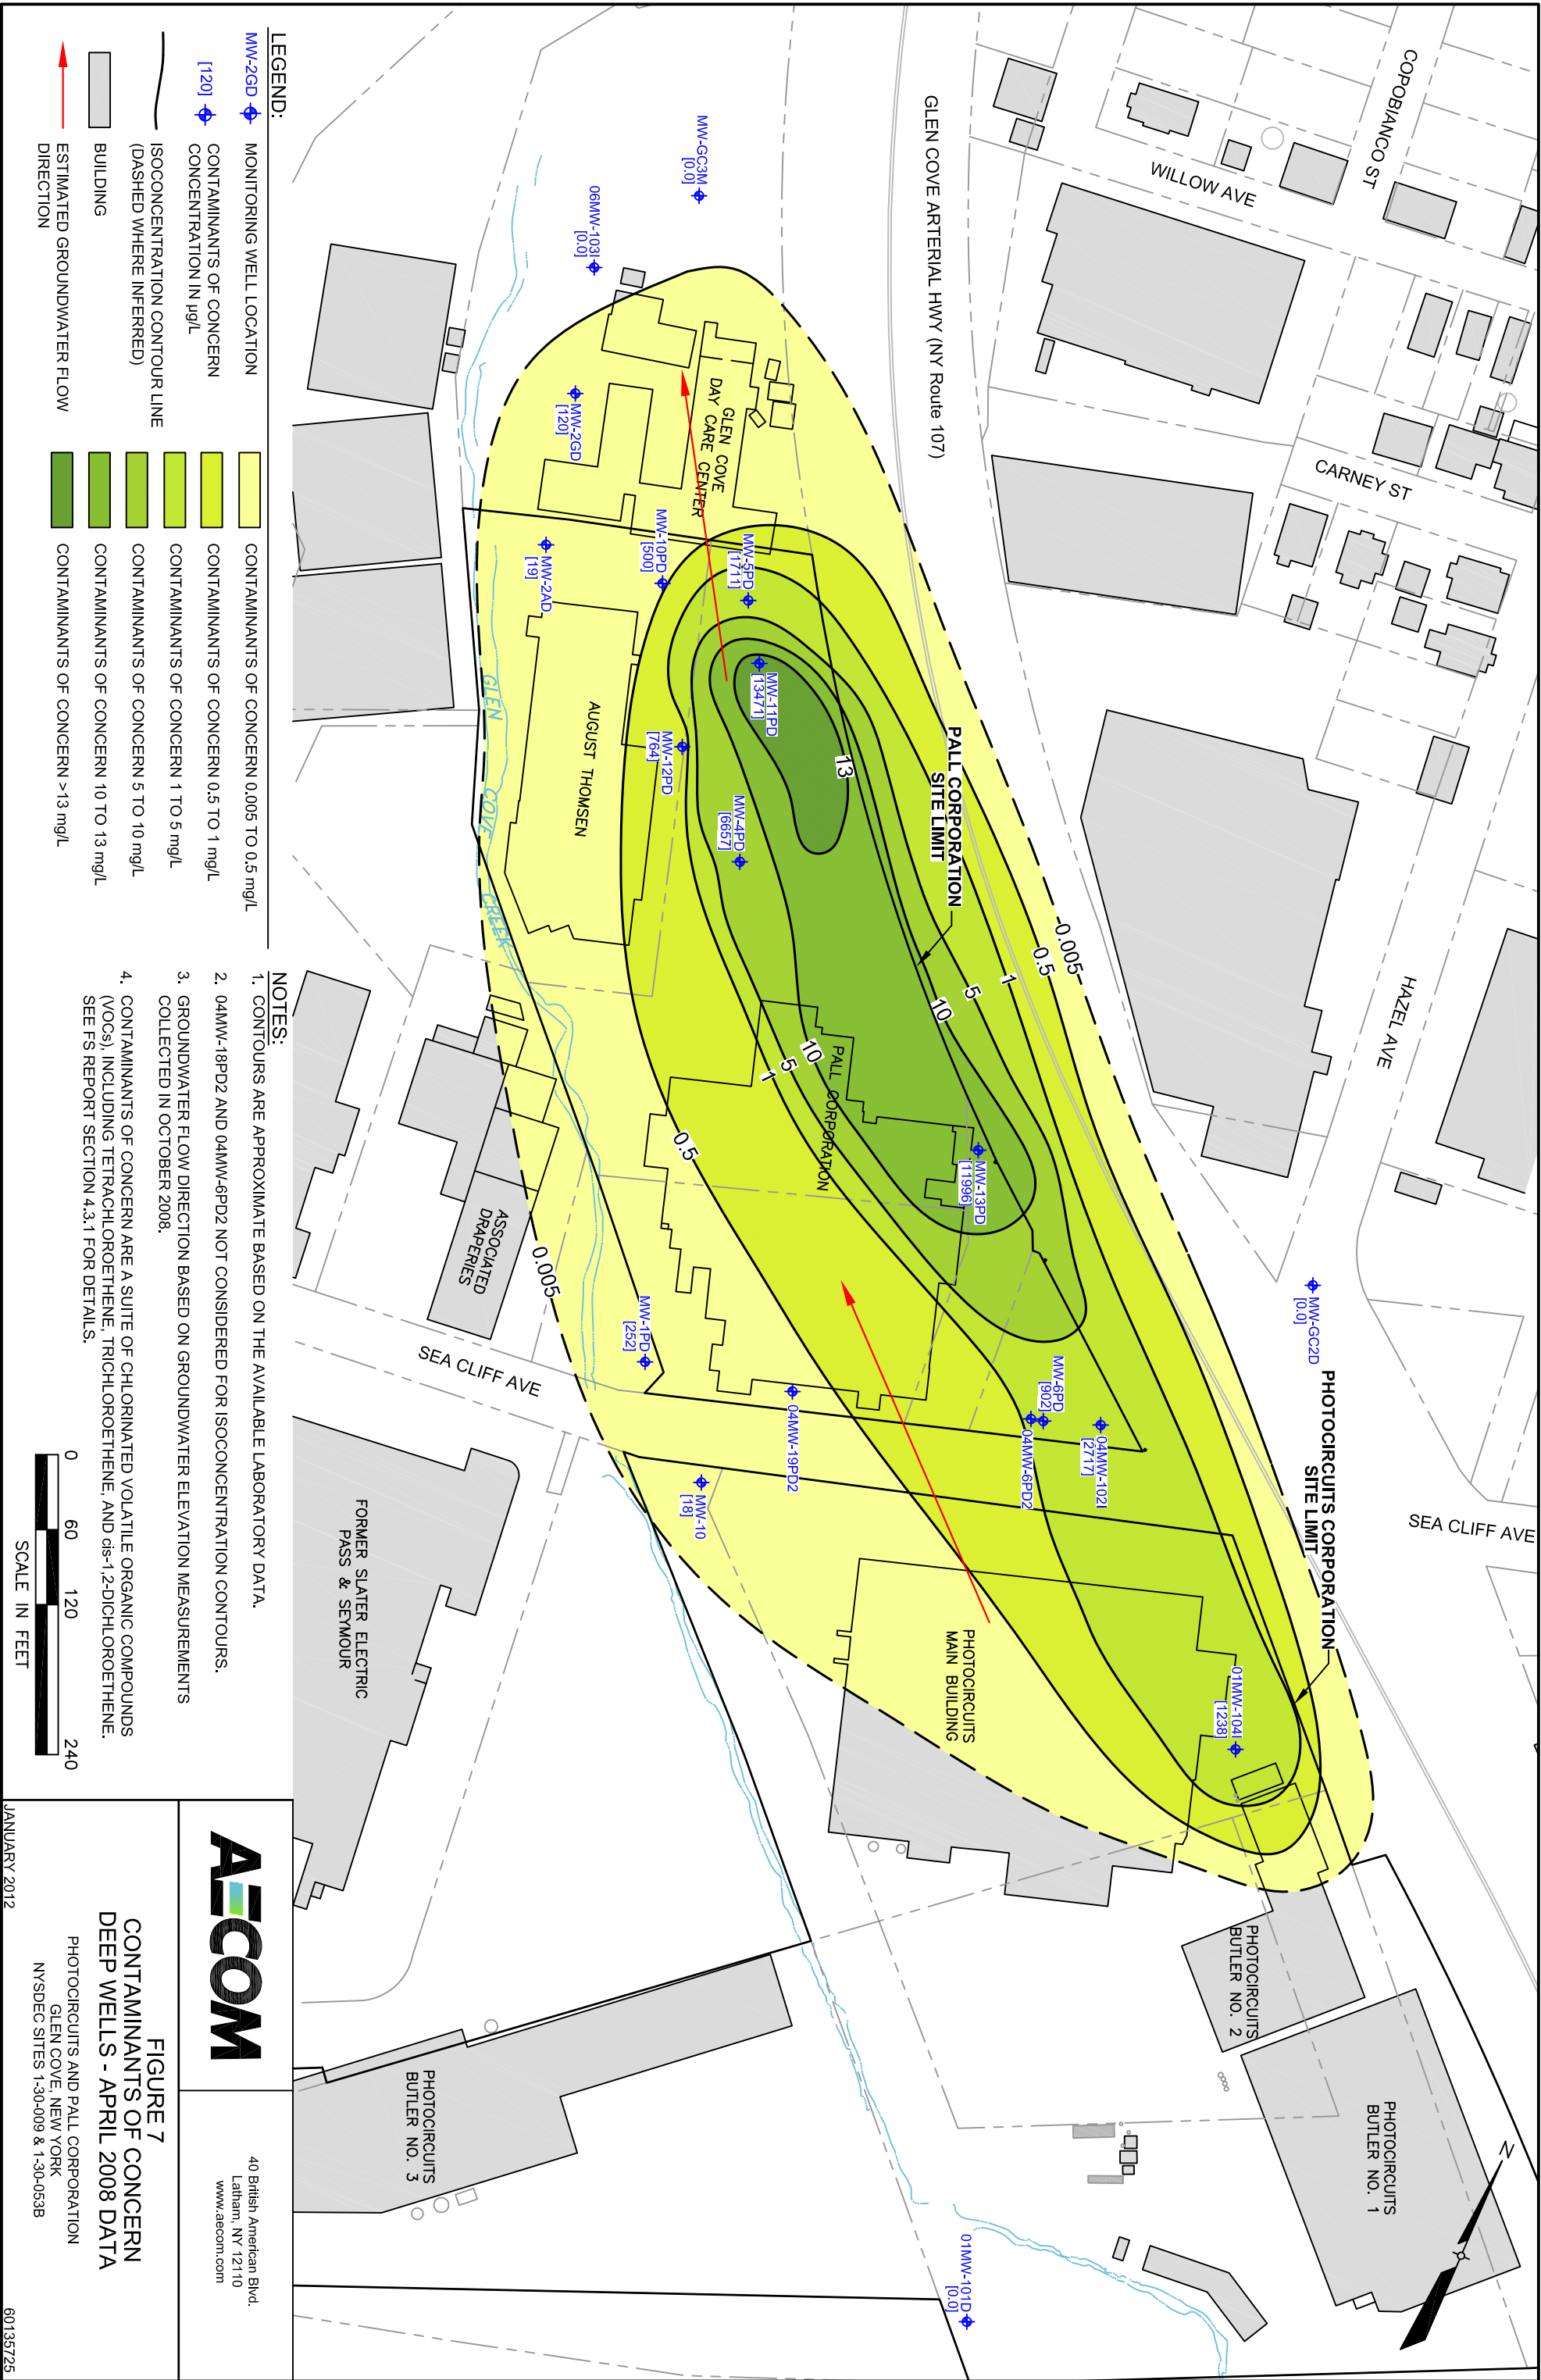 COPOBIANCO ST
WILLOW AVE
CARNEY ST
HAZEL AVE
SEA CLIFF AVE
GLEN COVE ARTERIAL HWY (NY Route 107)
MW-GC3M
[0.0]
06MW-103I
[0.0]
GLEN COVE
DAY CARE CENTER
MW-2GD
[120]
MW-2AD
[19]
MW-10PD
[500]
MW-5PD
[1711]
MW-11PD
[13471]
13
MW-12PD
[764]
MW-4PD
[6657]
AUGUST THOMSEN
GLEN COVE CREEK
PALL CORPORATION
SITE LIMIT
0.005
0.5
1
5
10
10
5
1
0.5
0.005
PALL CORPORATION
MW-13PD
[11996]
ASSOCIATED
DRAPERIES
MW-1PD
[252]
SEA CLIFF AVE
04MW-19PD2
MW-10
[18]
MW-6PD
[902]
04MW-6PD2
04MW-102I
[2717]
MW-GC2D
[0.0]
PHOTOCIRCUITS CORPORATION
SITE LIMIT
01MW-104I
[1238]
PHOTOCIRCUITS
MAIN BUILDING
FORMER SLATER ELECTRIC
PASS & SEYMOUR
PHOTOCIRCUITS
BUTLER NO. 2
PHOTOCIRCUITS
BUTLER NO. 1
PHOTOCIRCUITS
BUTLER NO. 3
01MW-101D
[0.0]
N
LEGEND:
MW-2GD MONITORING WELL LOCATION
[120] CONTAMINANTS OF CONCERN
CONCENTRATION IN µg/L
ISOCONCENTRATION CONTOUR LINE
(DASHED WHERE INFERRED)
BUILDING
ESTIMATED GROUNDWATER FLOW
DIRECTION
CONTAMINANTS OF CONCERN 0.005 TO 0.5 mg/L
CONTAMINANTS OF CONCERN 0.5 TO 1 mg/L
CONTAMINANTS OF CONCERN 1 TO 5 mg/L
CONTAMINANTS OF CONCERN 5 TO 10 mg/L
CONTAMINANTS OF CONCERN 10 TO 13 mg/L
CONTAMINANTS OF CONCERN >13 mg/L
NOTES:
1. CONTOURS ARE APPROXIMATE BASED ON THE AVAILABLE LABORATORY DATA.
2. 04MW-18PD2 AND 04MW-6PD2 NOT CONSIDERED FOR ISOCONCENTRATION CONTOURS.
3. GROUNDWATER FLOW DIRECTION BASED ON GROUNDWATER ELEVATION MEASUREMENTS
COLLECTED IN OCTOBER 2008.
4. CONTAMINANTS OF CONCERN ARE A SUITE OF CHLORINATED VOLATILE ORGANIC COMPOUNDS
(VOCs), INCLUDING TETRACHLOROETHENE, TRICHLOROETHENE, AND cis-1,2-DICHLOROETHENE.
SEE FS REPORT SECTION 4.3.1 FOR DETAILS.
0 60 120 240
SCALE IN FEET
AECOM
40 British American Blvd.
Latham, NY 12110
www.aecom.com
FIGURE 7
CONTAMINANTS OF CONCERN
DEEP WELLS - APRIL 2008 DATA
PHOTOCIRCUITS AND PALL CORPORATION
GLEN COVE, NEW YORK
NYSDEC SITES 1-30-009 & 1-30-053B
JANUARY 2012
60135725